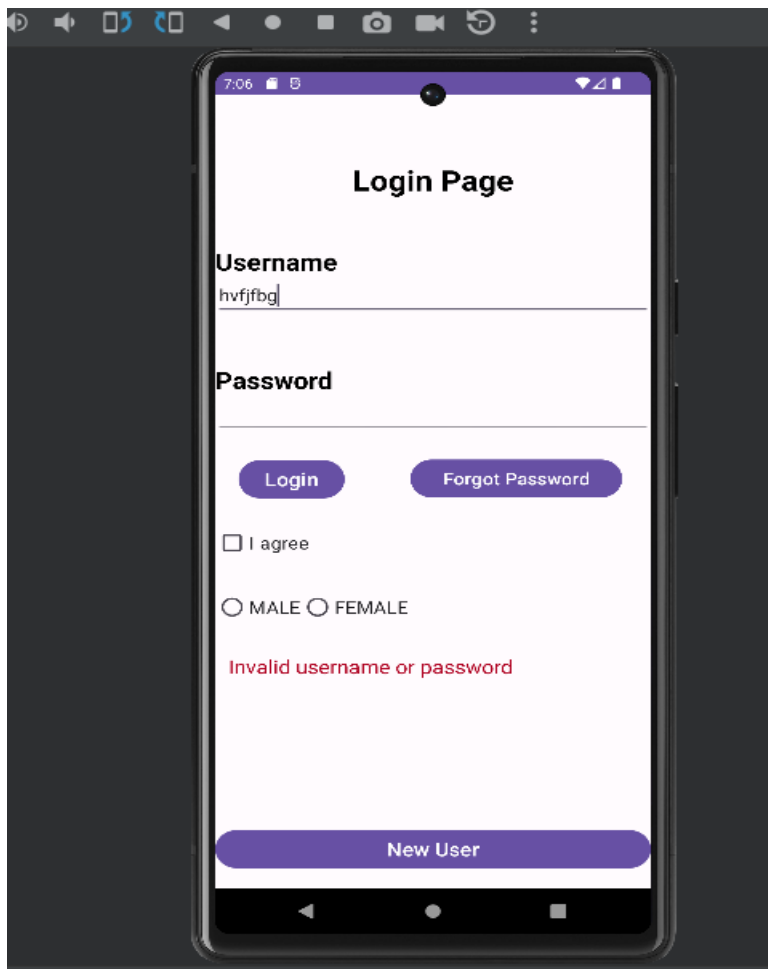 7:06
Login Page
Username
hvfjfbg
Password
Login Forgot Password
I agree
MALE FEMALE
Invalid username or password
New User